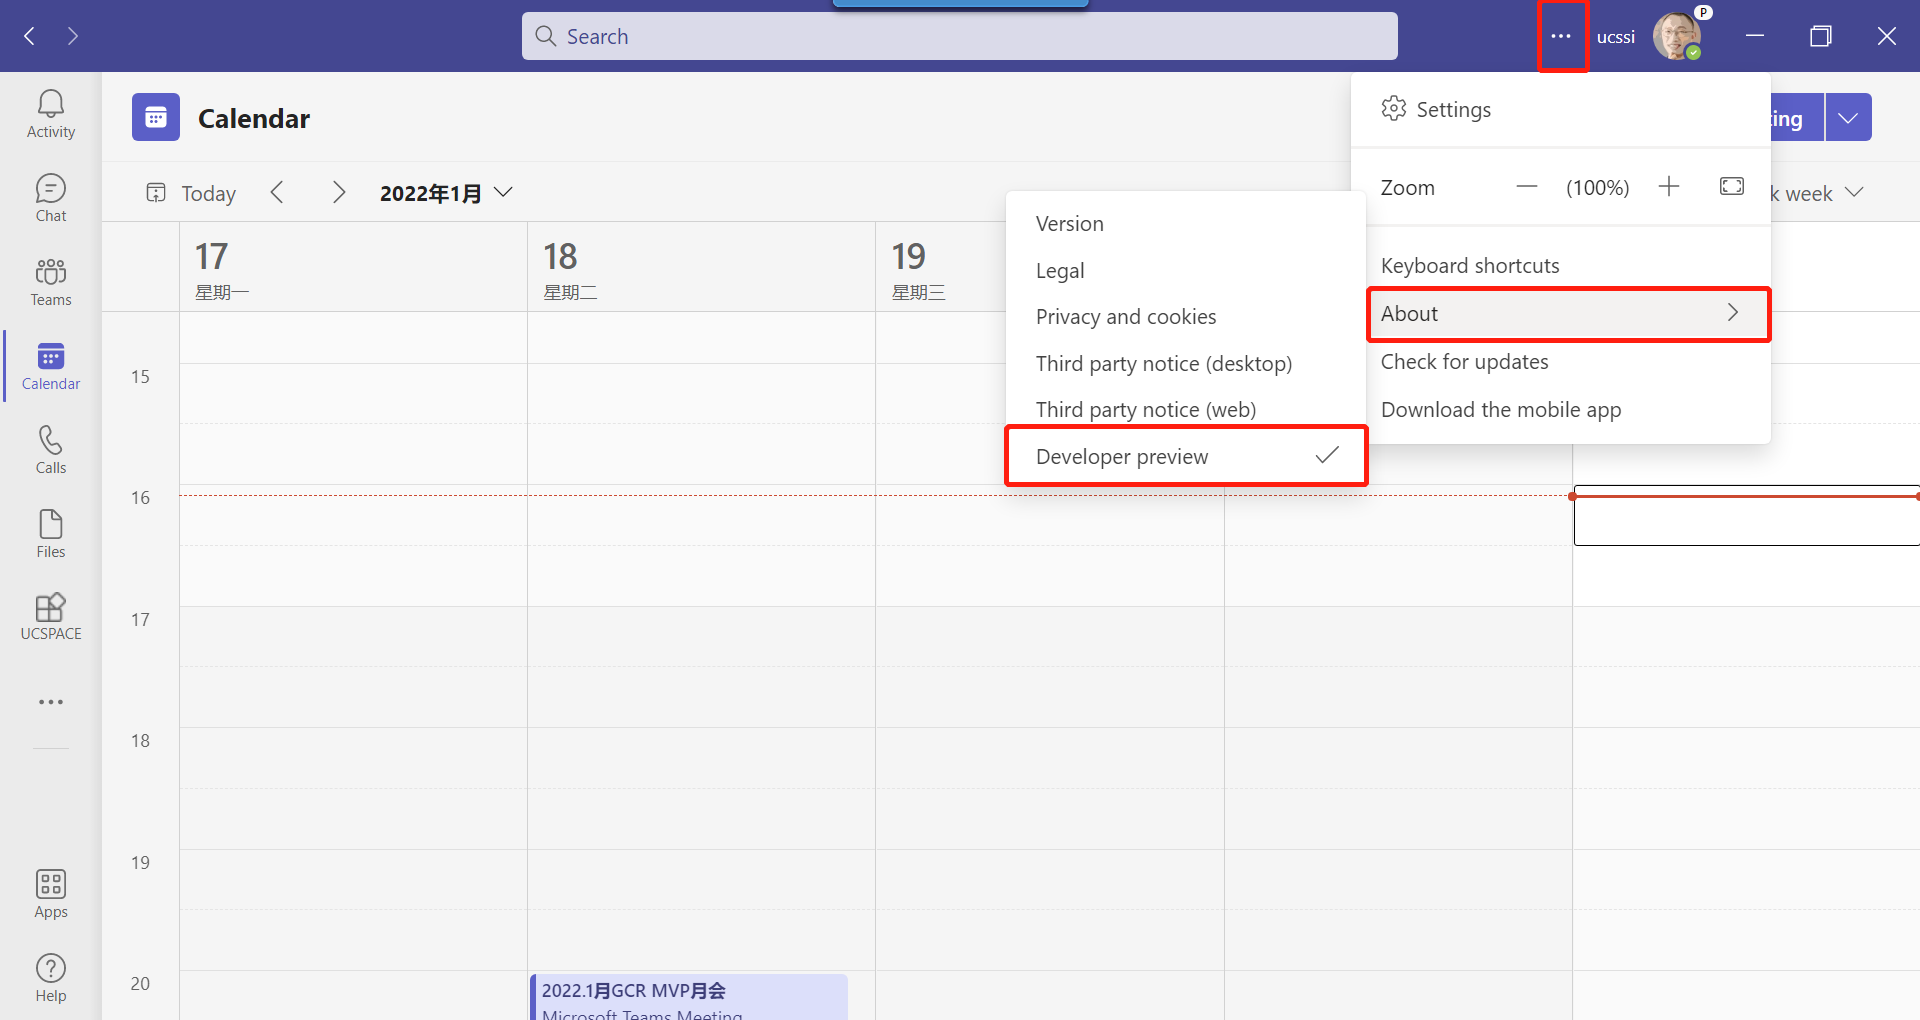 Search
ucssi
P
Activity
Chat
Teams
Calendar
Calls
Files
UCSPACE
Apps
Help
Calendar
Today
2022年1月
k week
17
星期一
18
星期二
19
星期三
15
16
17
18
19
20
2022.1月GCR MVP月会
Microsoft Teams Meeting
Settings
Zoom
(100%)
Keyboard shortcuts
About
Check for updates
Download the mobile app
Version
Legal
Privacy and cookies
Third party notice (desktop)
Third party notice (web)
Developer preview